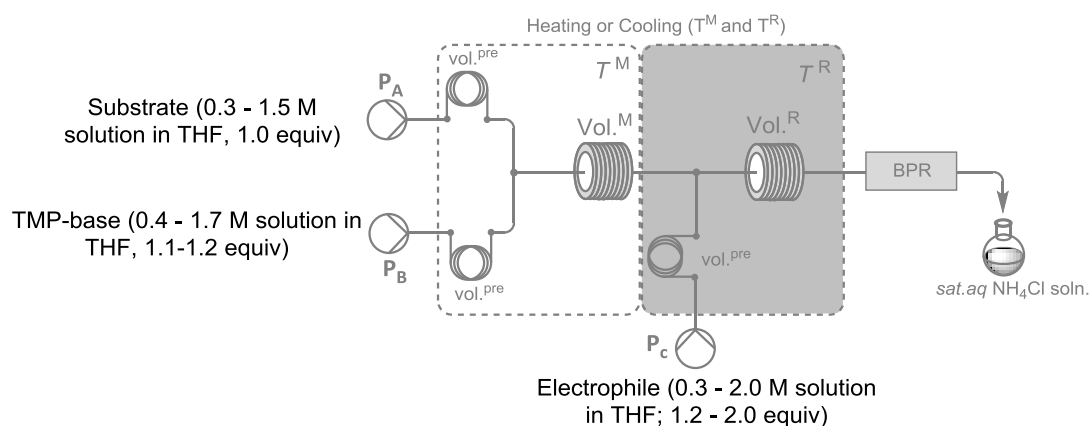 Heating or Cooling (T^M and T^R)
vol.^pre
T^M
T^R
P_A
Substrate (0.3 - 1.5 M
solution in THF, 1.0 equiv)
Vol.^M
Vol.^R
BPR
TMP-base (0.4 - 1.7 M solution in
THF, 1.1-1.2 equiv)
P_B
vol.^pre
vol.^pre
sat.aq NH₄Cl soln.
P_c
Electrophile (0.3 - 2.0 M solution
in THF; 1.2 - 2.0 equiv)